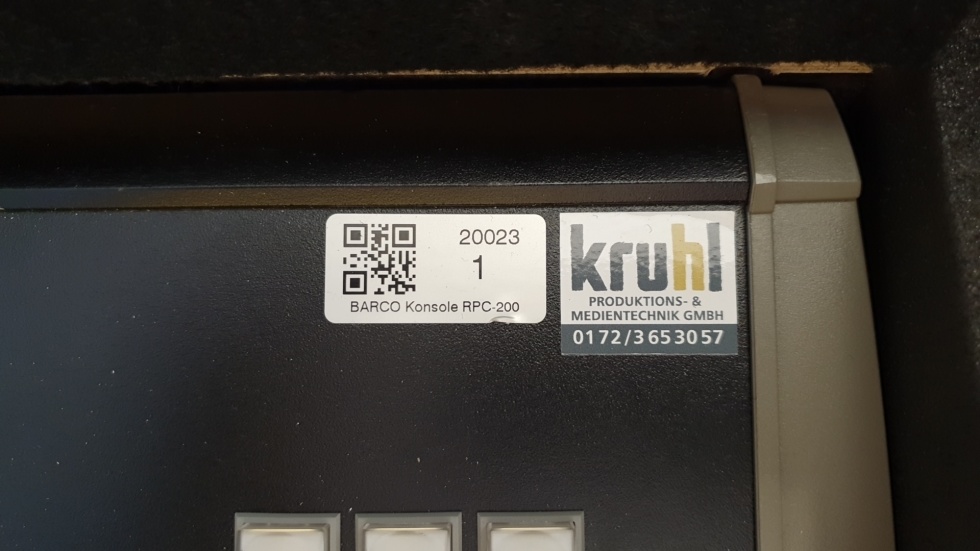 20023
1
BARCO Konsole RPC-200
kruhl
PRODUKTIONS- &
MEDIENTECHNIK GMBH
0172/3653057